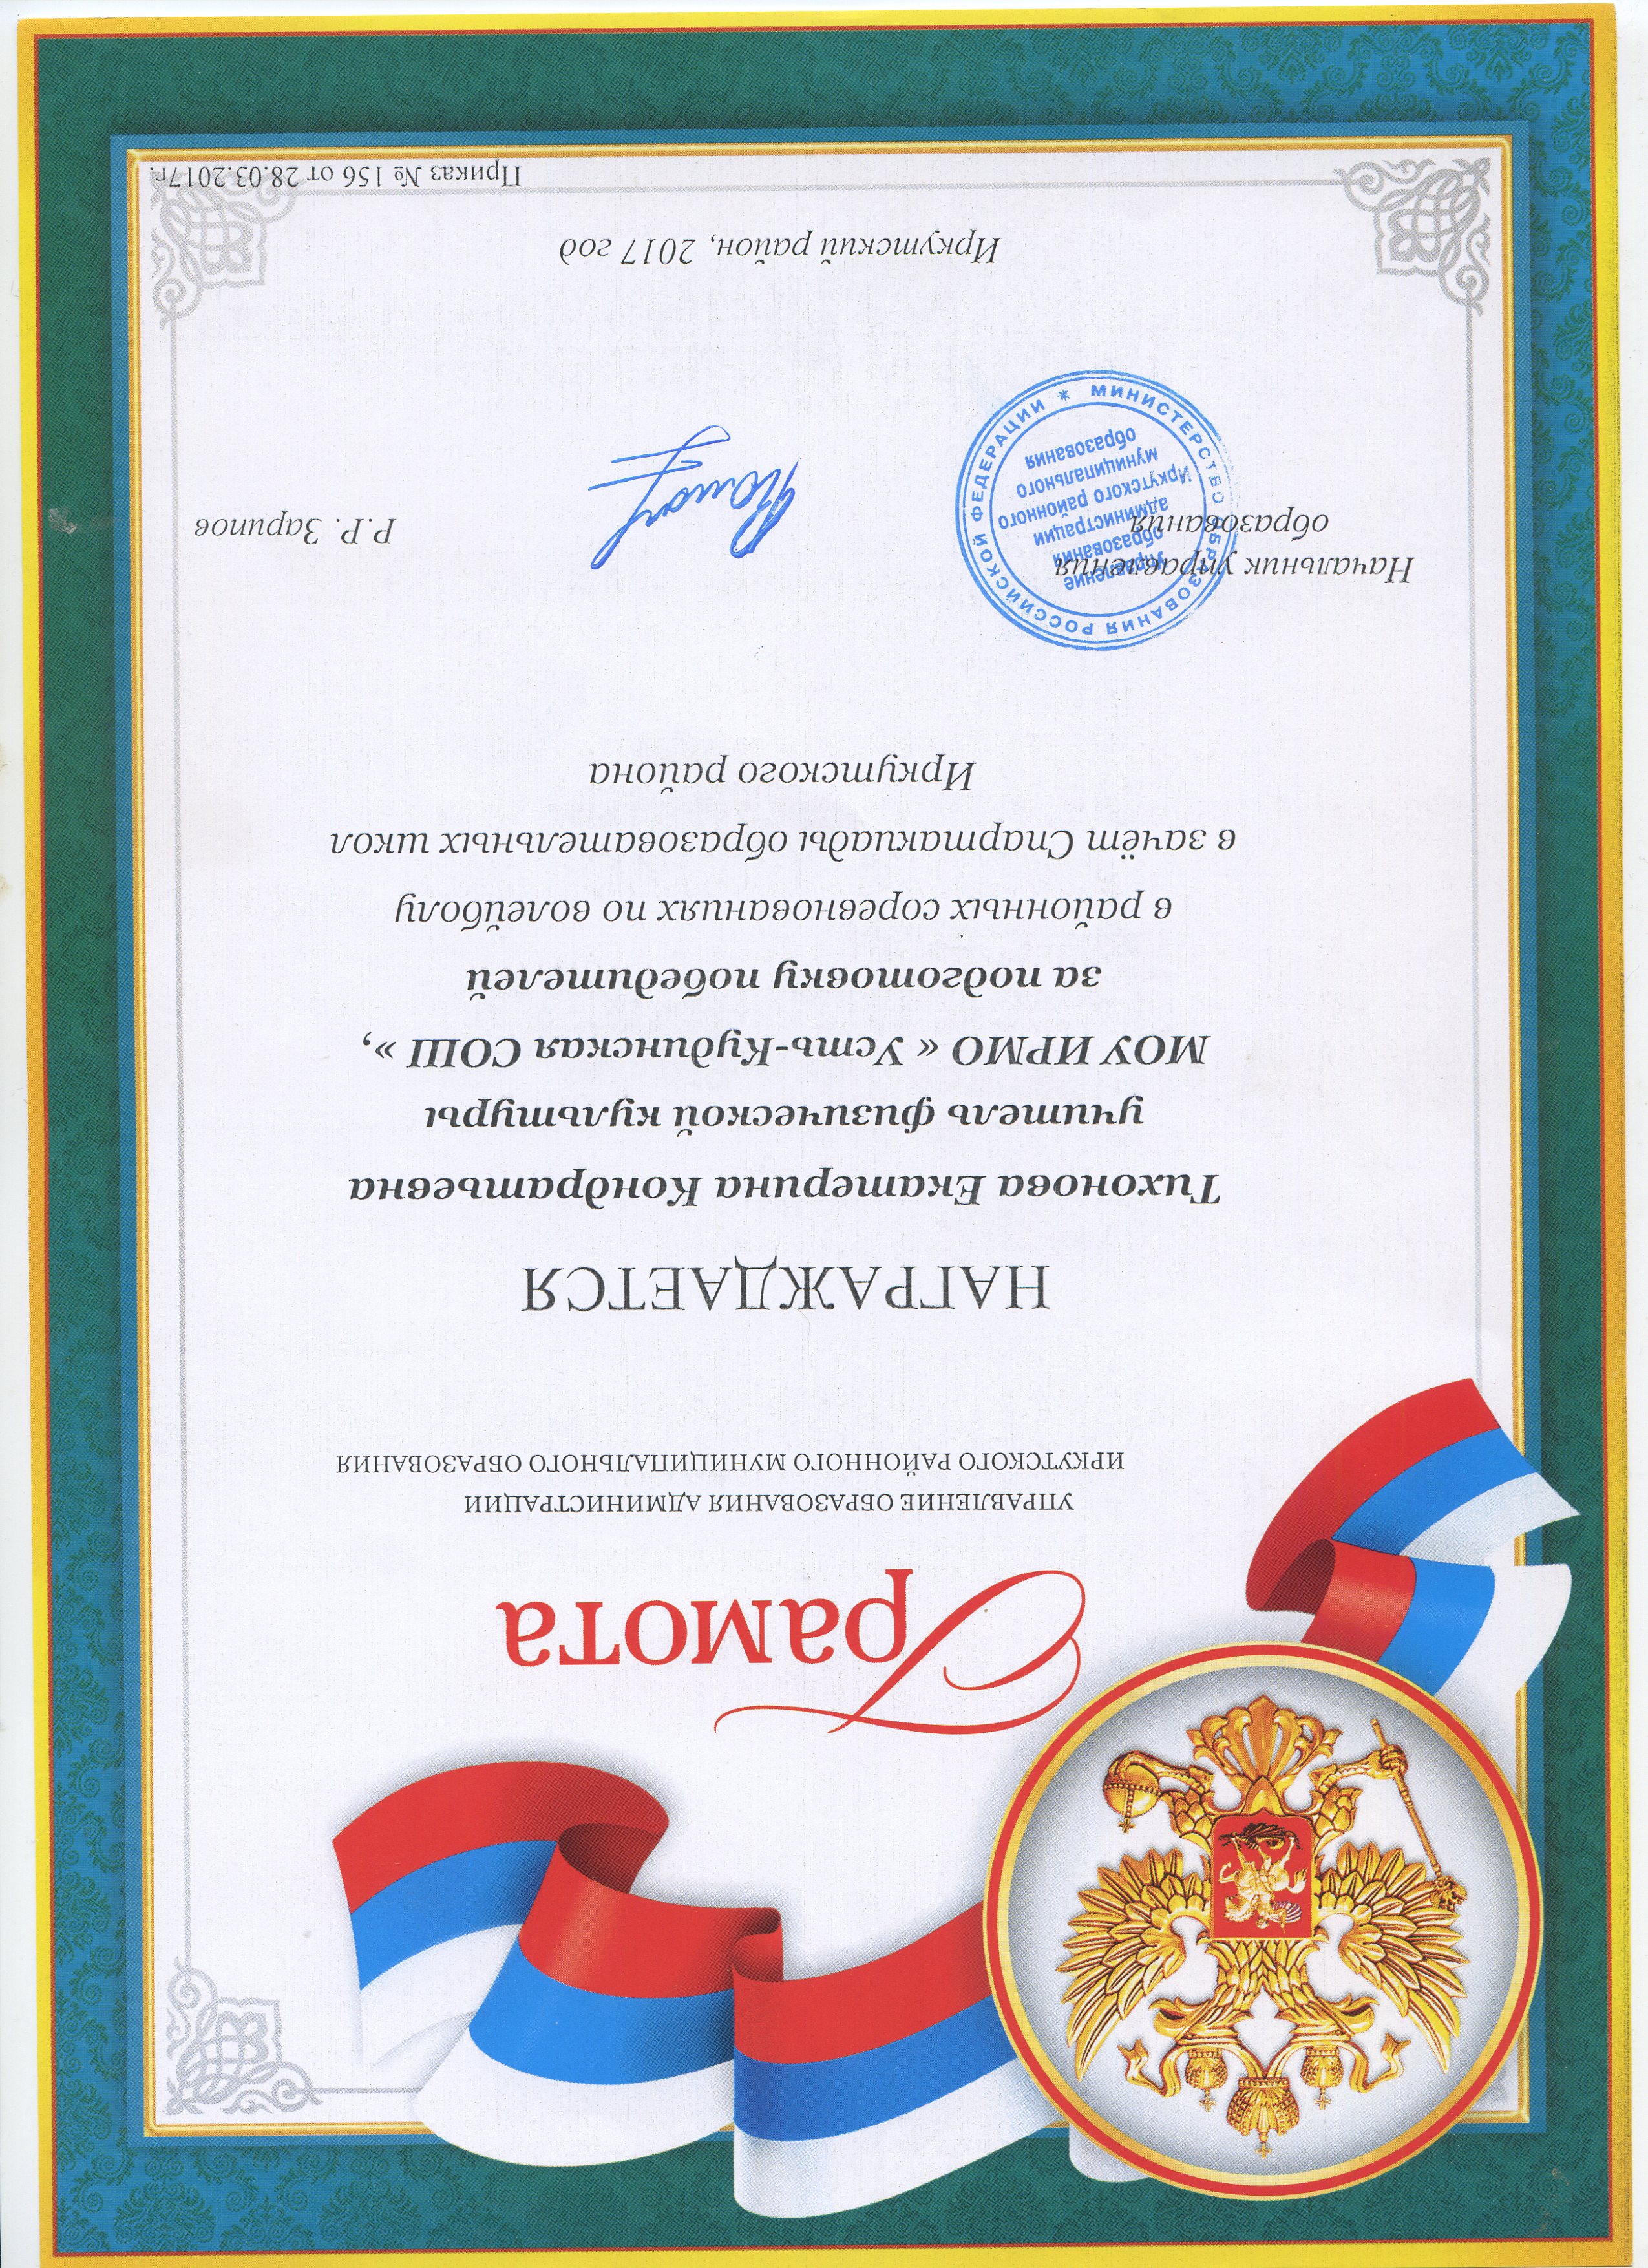 Грамота
УПРАВЛЕНИЕ ОБРАЗОВАНИЯ АДМИНИСТРАЦИИ
ИРКУТСКОГО РАЙОННОГО МУНИЦИПАЛЬНОГО ОБРАЗОВАНИЯ
НАГРАЖДАЕТСЯ
Тихонова Екатерина Кондратьевна
учитель физической культуры
МОУ ИРМО « Усть-Кудинская СОШ »,
за подготовку победителей
в районных соревнованиях по волейболу
в зачёт Спартакиады образовательных школ
Иркутского района
Начальник управления
образования
МИНИСТЕРСТВО ОБРАЗОВАНИЯ РОССИЙСКОЙ ФЕДЕРАЦИИ *
Управление
образования
администрации
Иркутского районного
муниципального
образования
Р.Р. Зарипов
Иркутский район, 2017 год
Приказ № 156 от 28.03.2017г.